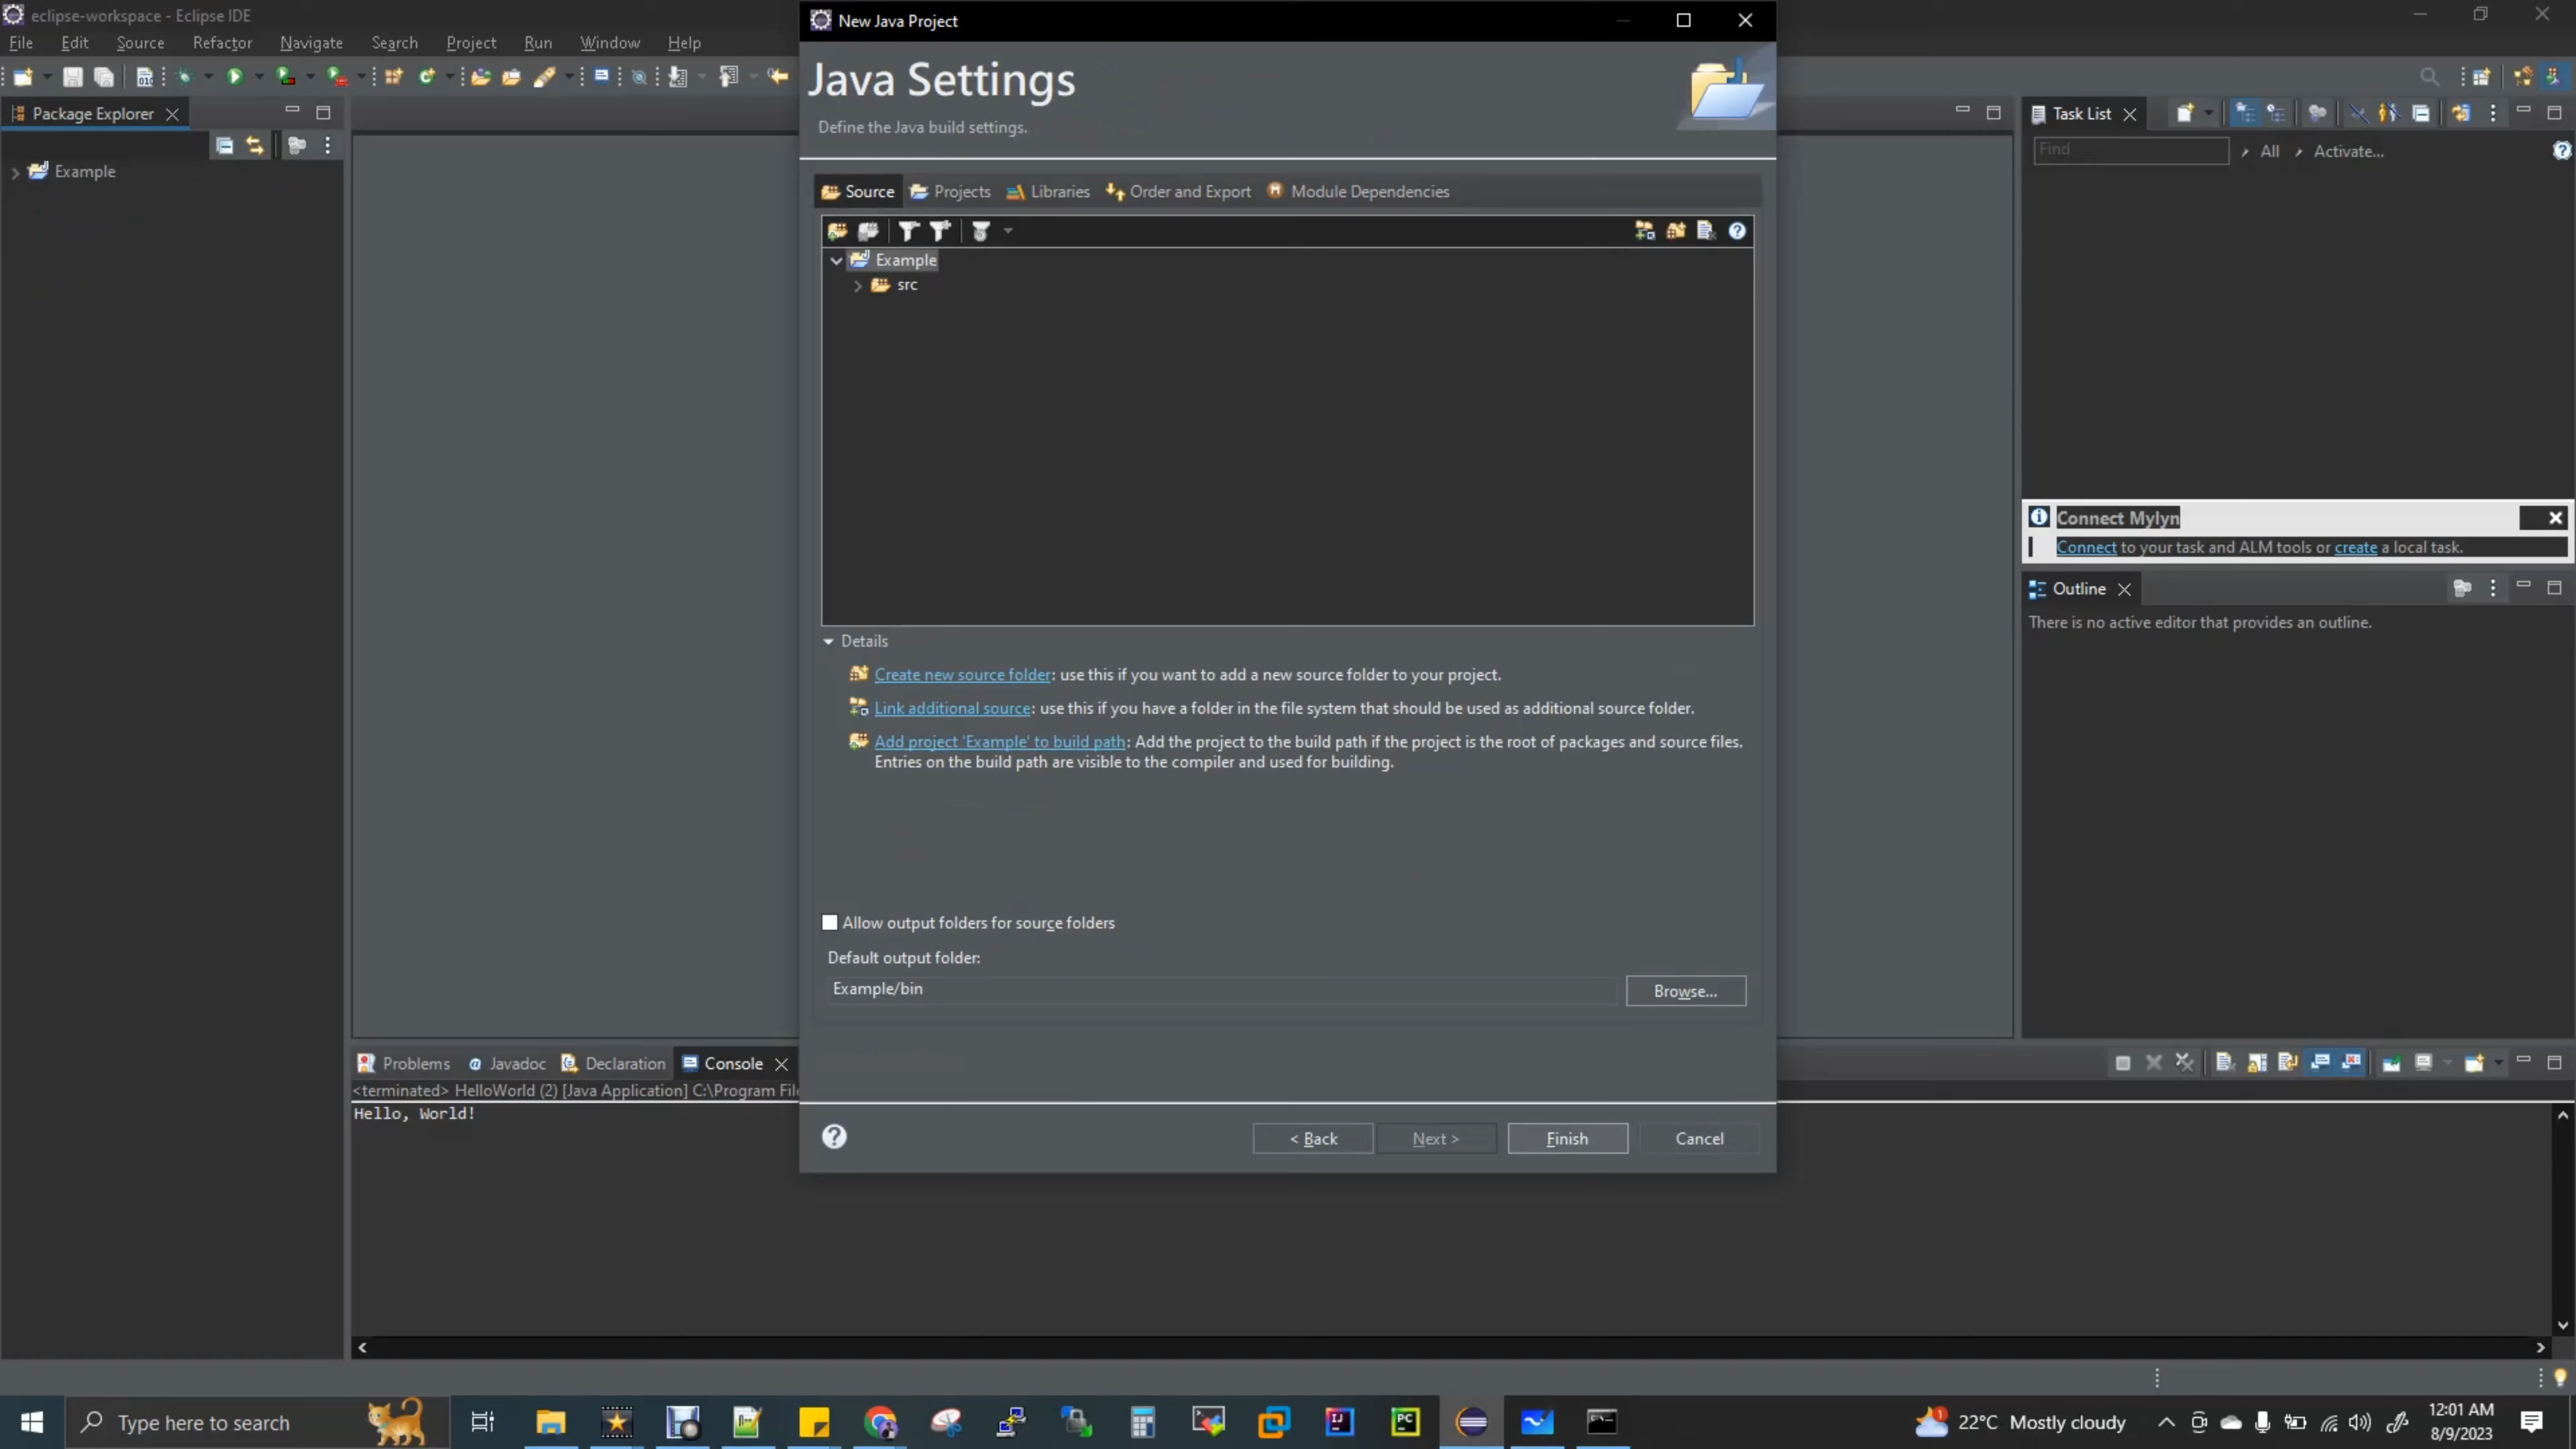 eclipse-workspace - Eclipse IDE
File Edit Source Refactor Navigate Search Project Run Window Help
Package Explorer
Example
New Java Project
Java Settings
Define the Java build settings.
Source Projects Libraries Order and Export Module Dependencies
Example
src
Details
Create new source folder: use this if you want to add a new source folder to your project.
Link additional source: use this if you have a folder in the file system that should be used as additional source folder.
Add project 'Example' to build path: Add the project to the build path if the project is the root of packages and source files.
Entries on the build path are visible to the compiler and used for building.
Allow output folders for source folders
Default output folder:
Example/bin
Browse...
< Back Next > Finish Cancel
Task List
Find All Activate...
Connect Mylyn
Connect to your task and ALM tools or create a local task.
Outline
There is no active editor that provides an outline.
Problems Javadoc Declaration Console
<terminated> HelloWorld (2) [Java Application] C:\Program File
Hello, World!
Type here to search
22°C Mostly cloudy
12:01 AM
8/9/2023